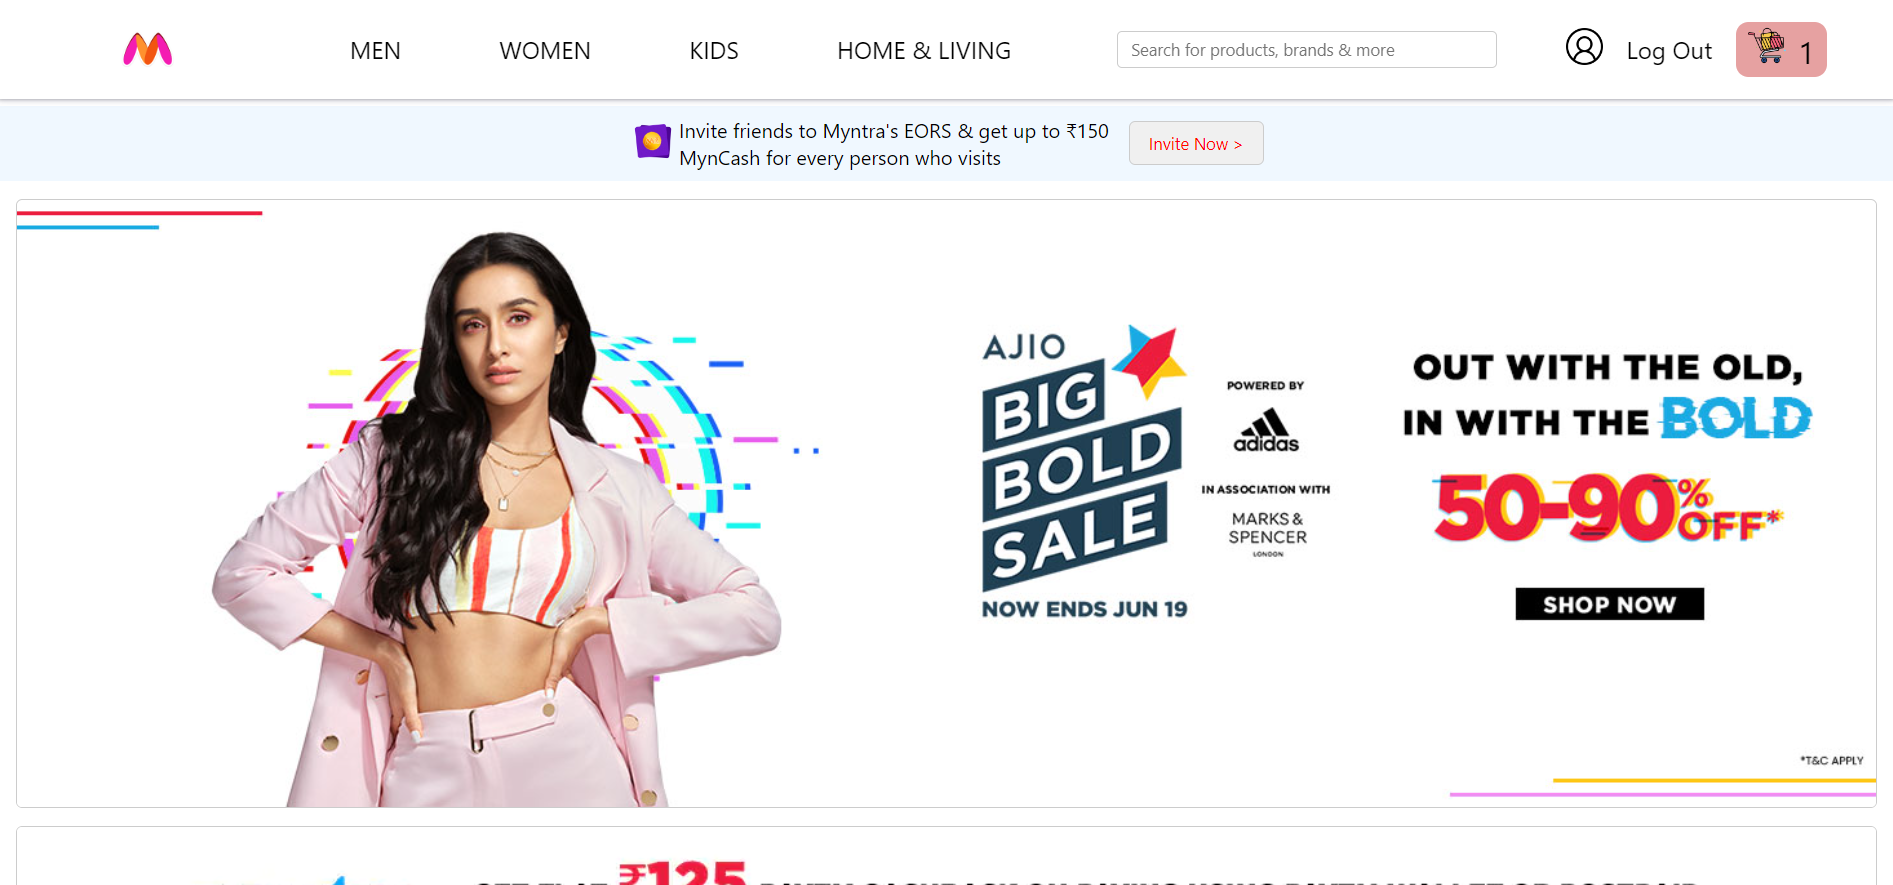 MEN WOMEN KIDS HOME & LIVING Search for products, brands & more Log Out 1
Invite friends to Myntra's EORS & get up to ₹150
MynCash for every person who visits
Invite Now >
AJIO
BIG
BOLD
SALE
NOW ENDS JUN 19
POWERED BY
adidas
IN ASSOCIATION WITH
MARKS &
SPENCER
LONDON
OUT WITH THE OLD,
IN WITH THE BOLD
50-90% OFF*
SHOP NOW
*T&C APPLY
₹125